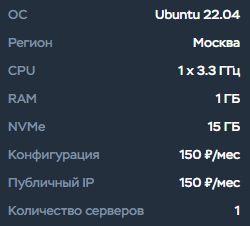 ОС Ubuntu 22.04
Регион Москва
CPU 1 x 3.3 ГГц
RAM 1 ГБ
NVMe 15 ГБ
Конфигурация 150 ₽/мес
Публичный IP 150 ₽/мес
Количество серверов 1